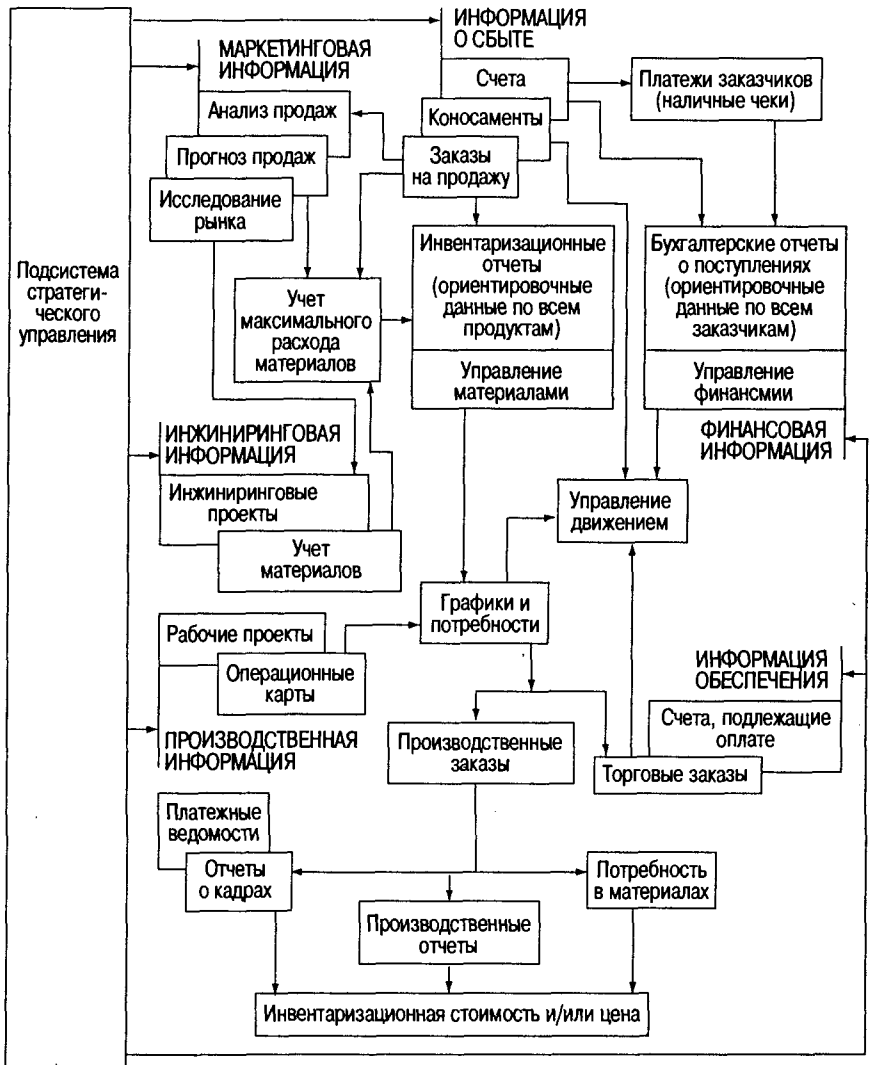 ИНФОРМАЦИЯ
О СБЫТЕ
МАРКЕТИНГОВАЯ
ИНФОРМАЦИЯ
Счета
Платежи заказчиков
(наличные чеки)
Анализ продаж
Коносаменты
Прогноз продаж
Заказы
на продажу
Исследование
рынка
Подсистема
стратеги-
ческого
управления
Учет
максимального
расхода
материалов
Инвентаризационные
отчеты
(ориентировочные
данные по всем
продуктам)
Управление
материалами
Бухгалтерские отчеты
о поступлениях
(ориентировочные
данные по всем
заказчикам)
Управление
финансмии
ФИНАНСОВАЯ
ИНФОРМАЦИЯ
ИНЖИНИРИНГОВАЯ
ИНФОРМАЦИЯ
Инжиниринговые
проекты
Учет
материалов
Управление
движением
Графики и
потребности
Рабочие проекты
Операционные
карты
ПРОИЗВОДСТВЕННАЯ
ИНФОРМАЦИЯ
ИНФОРМАЦИЯ
ОБЕСПЕЧЕНИЯ
Счета, подлежащие
оплате
Торговые заказы
Производственные
заказы
Платежные
ведомости
Отчеты
о кадрах
Потребность
в материалах
Производственные
отчеты
Инвентаризационная стоимость и/или цена